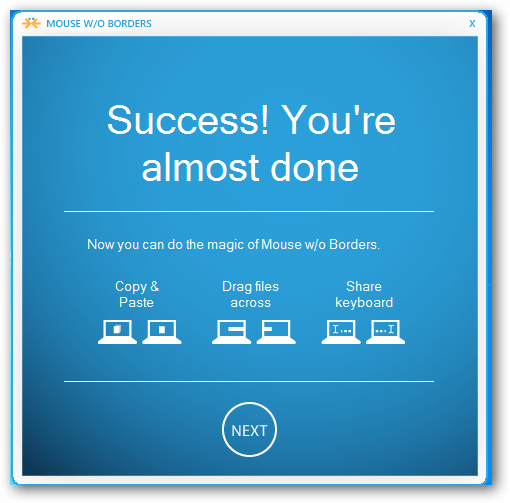 MOUSE W/O BORDERS
X
Success! You're
almost done
Now you can do the magic of Mouse w/o Borders.
Copy &
Paste
Drag files
across
Share
keyboard
NEXT